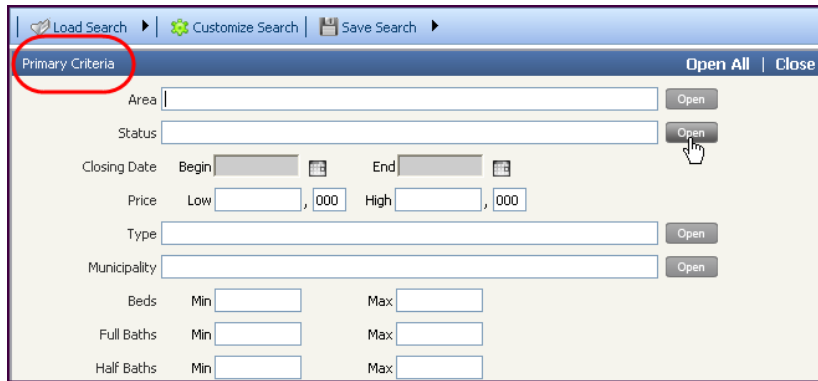 Load Search Customize Search Save Search
Primary Criteria Open All | Close
Area Open
Status Open
Closing Date Begin End
Price Low , 000 High , 000
Type Open
Municipality Open
Beds Min Max
Full Baths Min Max
Half Baths Min Max